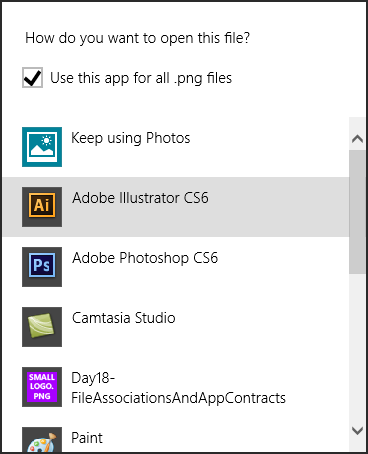 How do you want to open this file?
Use this app for all .png files
Keep using Photos
Ai
Adobe Illustrator CS6
Ps
Adobe Photoshop CS6
Camtasia Studio
SMALL
LOGO.
PNG
Day18-
FileAssociationsAndAppContracts
Paint